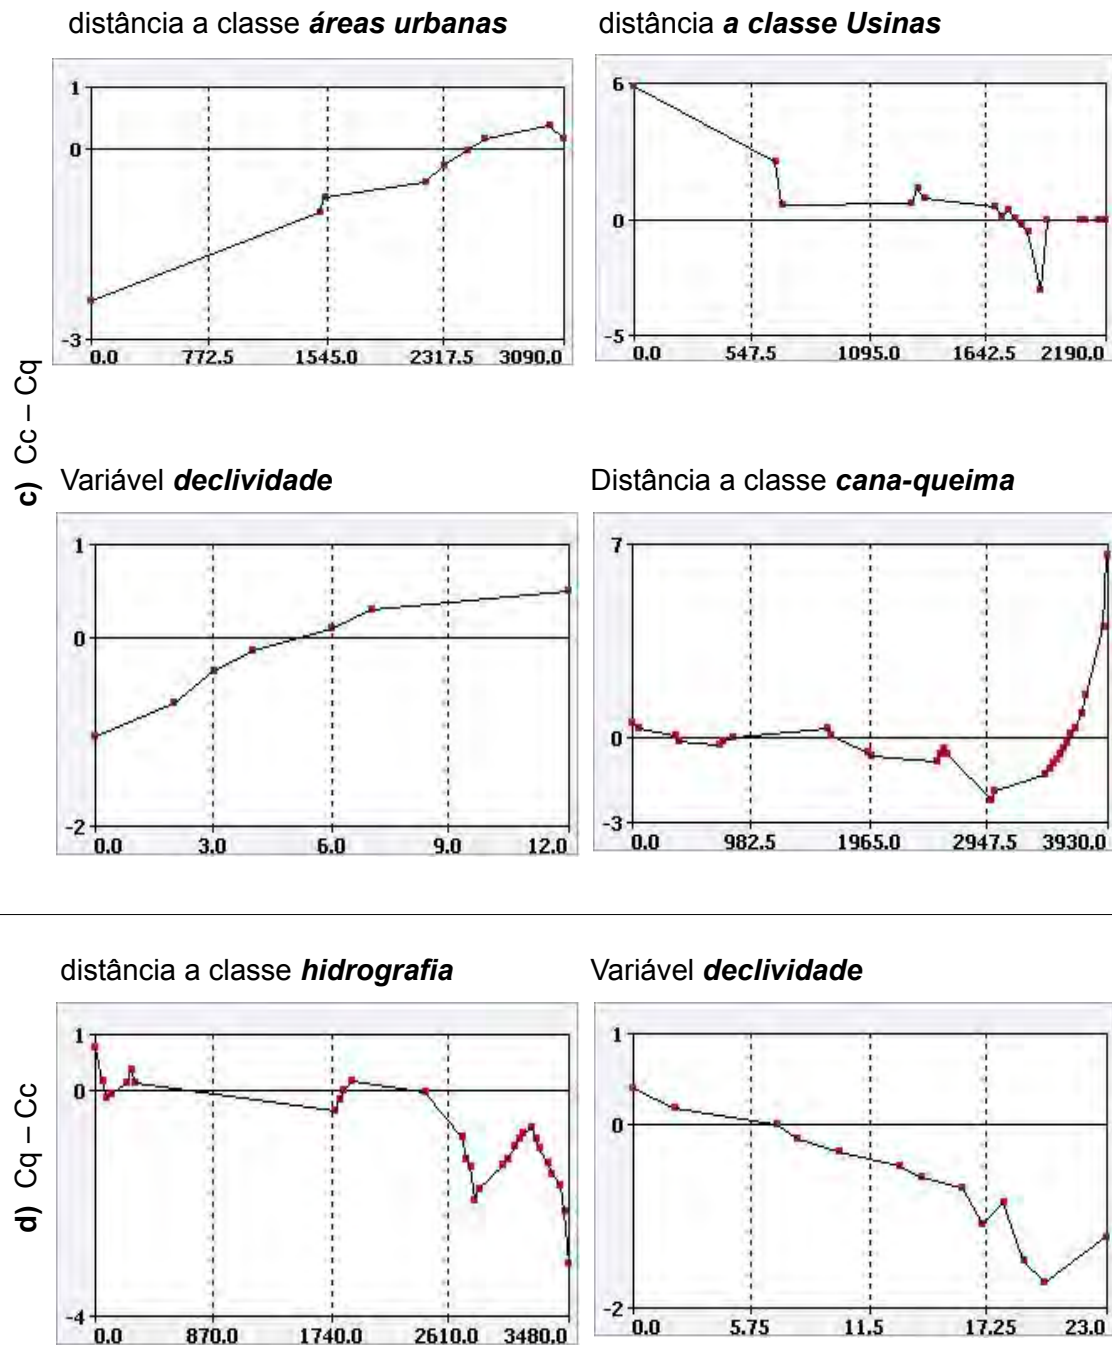 distância a classe áreas urbanas
distância a classe Usinas
1
0
-3
0.0 772.5 1545.0 2317.5 3090.0
6
0
-5
0.0 547.5 1095.0 1642.5 2190.0
c) Cc – Cq
Variável declividade
Distância a classe cana-queima
1
0
-2
0.0 3.0 6.0 9.0 12.0
7
0
-3
0.0 982.5 1965.0 2947.5 3930.0
distância a classe hidrografia
Variável declividade
1
0
-4
0.0 870.0 1740.0 2610.0 3480.0
1
0
-2
0.0 5.75 11.5 17.25 23.0
d) Cq – Cc